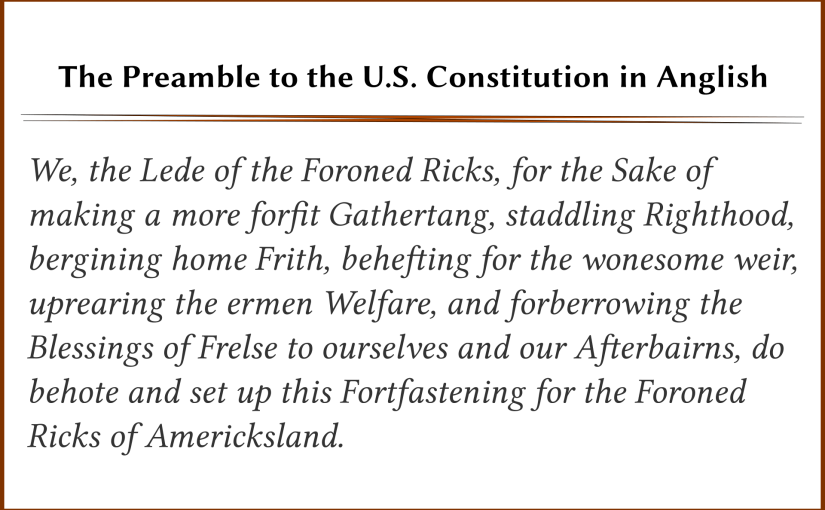 The Preamble to the U.S. Constitution in Anglish
We, the Lede of the Foroned Ricks, for the Sake of
making a more forfit Gathertang, staddling Righthood,
bergining home Frith, behefting for the wonesome weir,
uprearing the ermen Welfare, and forberrowing the
Blessings of Frelse to ourselves and our Afterbairns, do
behote and set up this Fortfastening for the Foroned
Ricks of Americksland.